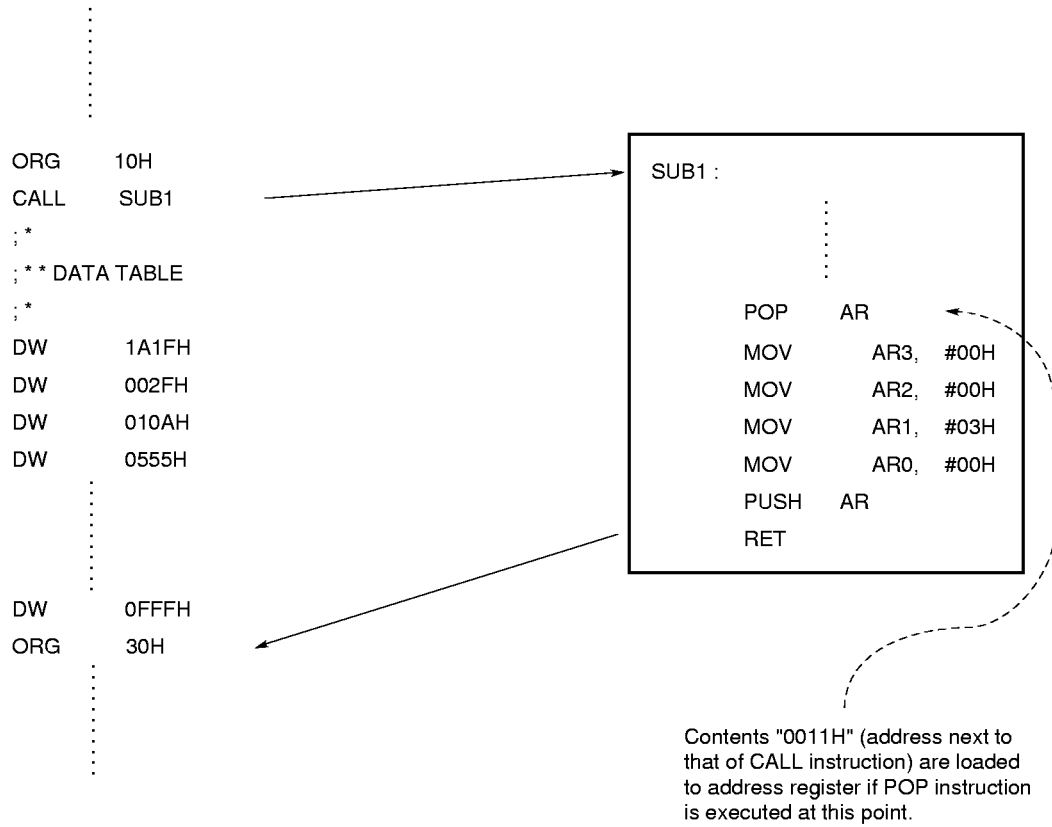 ORG 10H
CALL SUB1
; *
; * * DATA TABLE
; *
DW 1A1FH
DW 002FH
DW 010AH
DW 0555H
DW 0FFFH
ORG 30H
SUB1 :
POP AR
MOV AR3, #00H
MOV AR2, #00H
MOV AR1, #03H
MOV AR0, #00H
PUSH AR
RET
Contents "0011H" (address next to
that of CALL instruction) are loaded
to address register if POP instruction
is executed at this point.